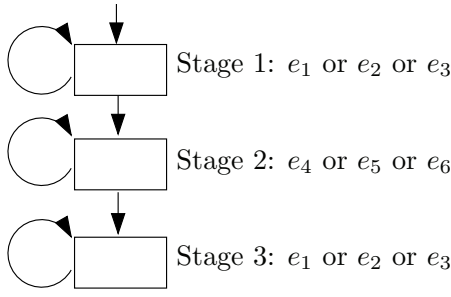 Stage 1: e₁ or e₂ or e₃
Stage 2: e₄ or e₅ or e₆
Stage 3: e₁ or e₂ or e₃